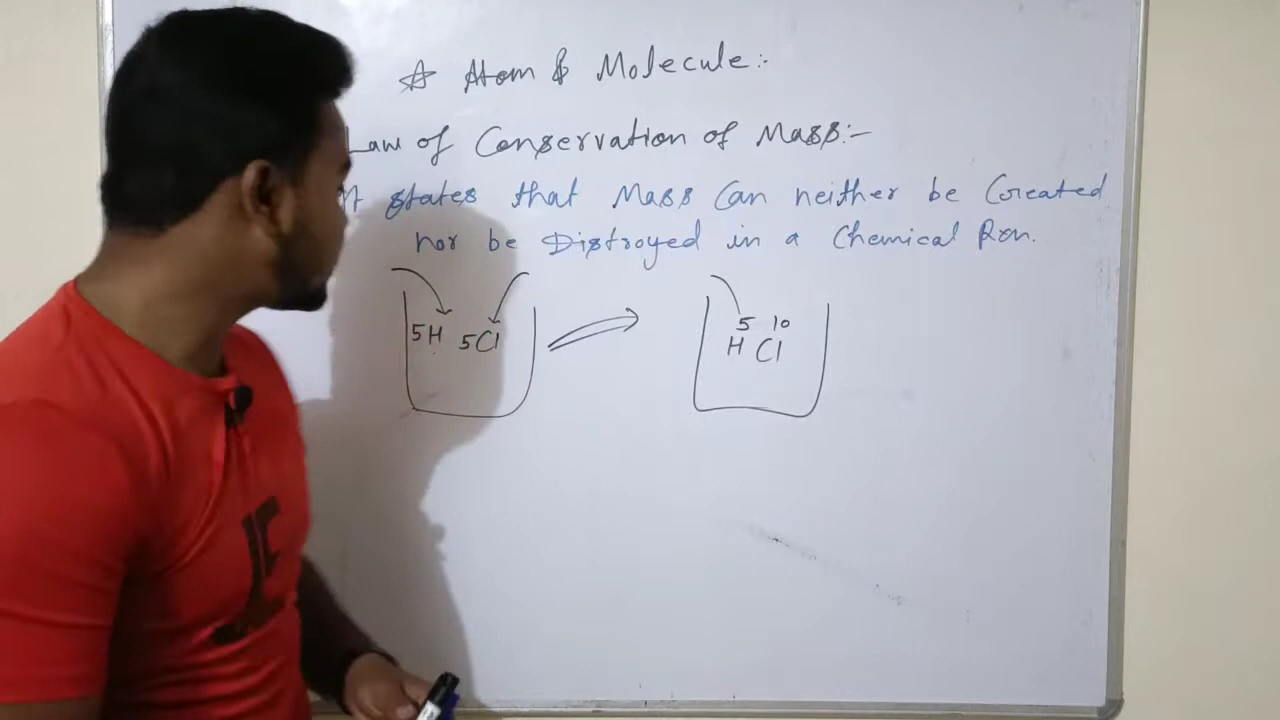 ☆ Atom & Molecule:-
Law of Conservation of Mass:-
It states that Mass Can neither be Created
nor be Distroyed in a Chemical Rxn.
5H 5Cl
5 10
H Cl